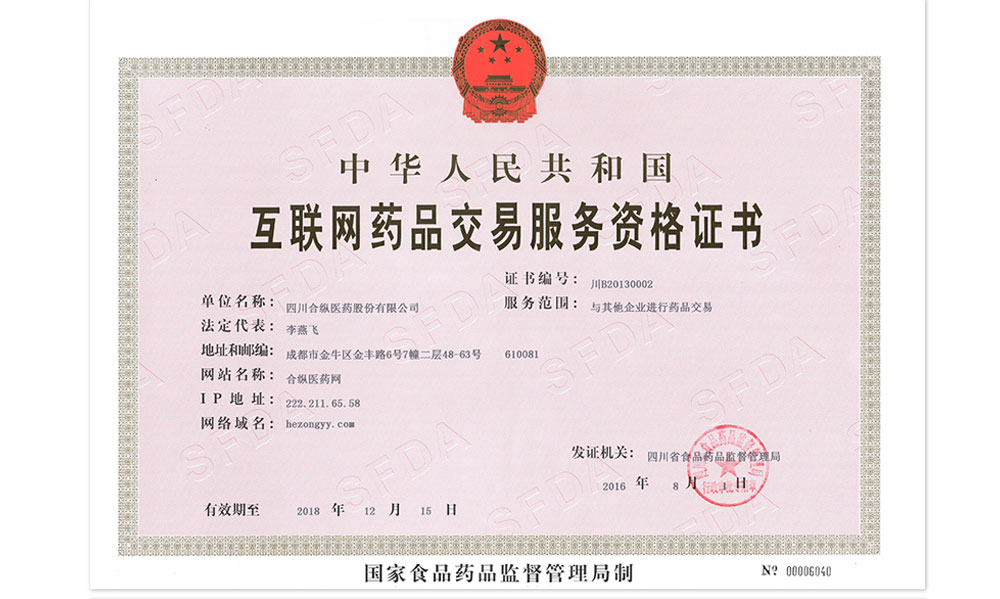 中华人民共和国
互联网药品交易服务资格证书
证书编号： 川B20130002
服务范围： 与其他企业进行药品交易
单位名称： 四川合纵医药股份有限公司
法定代表： 李燕飞
地址和邮编： 成都市金牛区金丰路6号7幢二层48-63号 610081
网站名称： 合纵医药网
IP地址： 222.211.65.58
网络域名： hezongyy.com
发证机关： 四川省食品药品监督管理局
2016 年 8 月 1 日
有效期至 2018 年 12 月 15 日
国家食品药品监督管理局制
Nº 00006040
SFDA